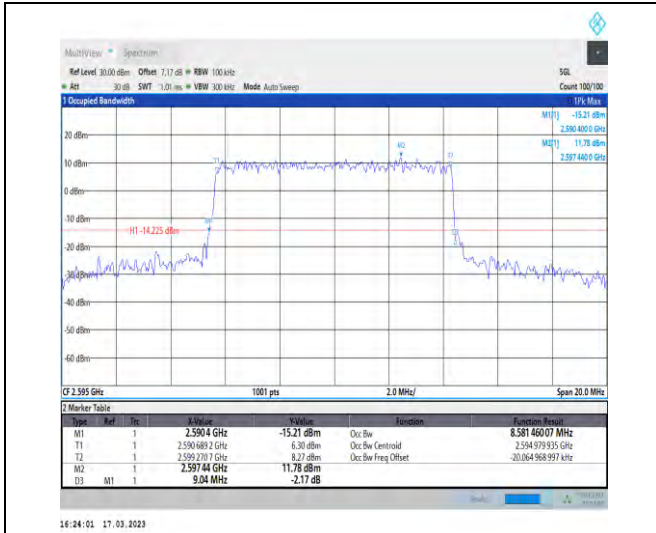 MultiView Spectrum
Ref Level 30.00 dBm Offset 7.17 dB RBW 100 kHz SGL
Att 30 dB SWT 1.01 ms VBW 300 kHz Mode Auto Sweep Count 100/100
1 Occupied Bandwidth 1Pk Max
M1[1] -15.21 dBm
2.590 400 0 GHz
M2[1] 11.78 dBm
2.597 440 0 GHz
20 dBm
M2
T1
10 dBm
0 dBm
-10 dBm
M1
H1 -14.225 dBm
-20 dBm
-30 dBm
-40 dBm
-50 dBm
-60 dBm
CF 2.595 GHz 1001 pts 2.0 MHz/ Span 20.0 MHz
2 Marker Table
Type Ref Trc X-Value Y-Value Function Function Result
M1 1 2.5904 GHz -15.21 dBm Occ Bw 8.581 460 07 MHz
T1 1 2.590 689 2 GHz 6.30 dBm Occ Bw Centroid 2.594 979 935 GHz
T2 1 2.599 270 7 GHz 8.27 dBm Occ Bw Freq Offset -20.064 968 997 kHz
M2 1 2.597 44 GHz 11.78 dBm
D3 M1 1 9.04 MHz -2.17 dB
16:24:01 17.03.2023